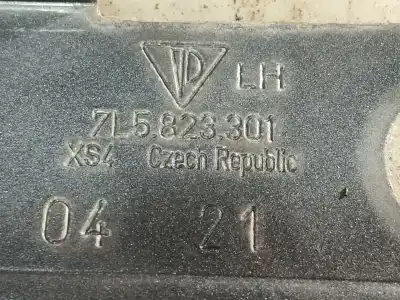 LH
7L5.823.301
XS4 Czech Republic
04 21